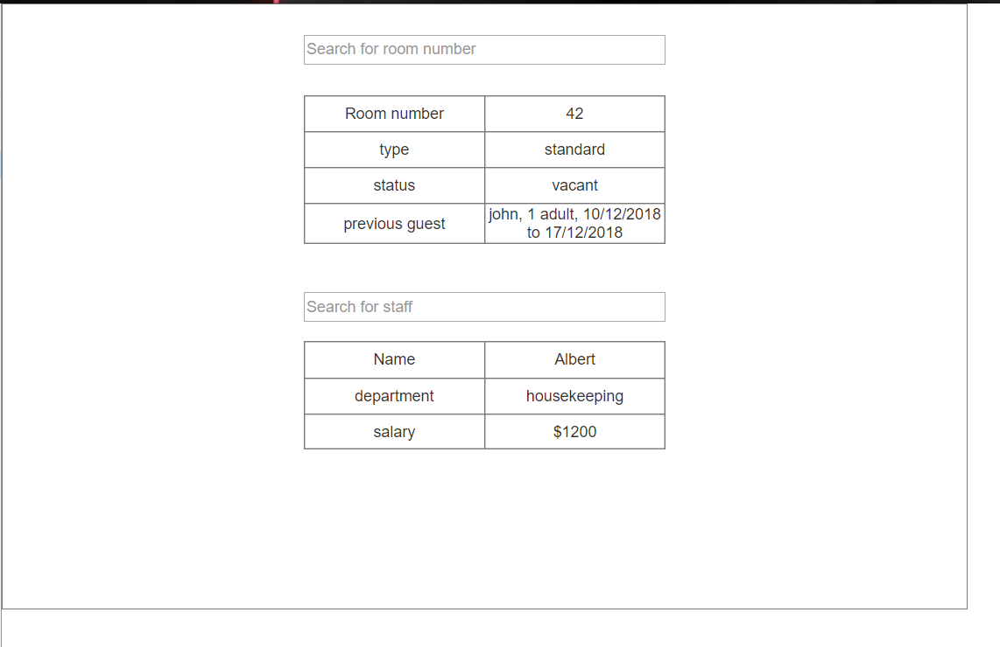 Search for room number
Room number 42
type standard
status vacant
previous guest john, 1 adult, 10/12/2018
to 17/12/2018
Search for staff
Name Albert
department housekeeping
salary $1200